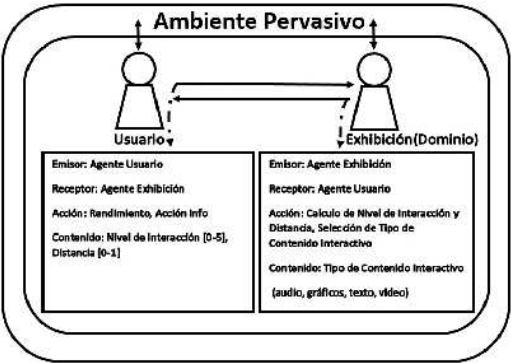 Ambiente Pervasivo
Usuario
Exhibición(Dominio)
Emisor: Agente Usuario
Receptor: Agente Exhibición
Acción: Rendimiento, Acción Info
Contenido: Nivel de Interacción [0-5],
Distancia [0-1]
Emisor: Agente Exhibición
Receptor: Agente Usuario
Acción: Calculo de Nivel de Interacción y
Distancia, Selección de Tipo de
Contenido Interactivo
Contenido: Tipo de Contenido Interactivo
(audio, gráficos, texto, video)